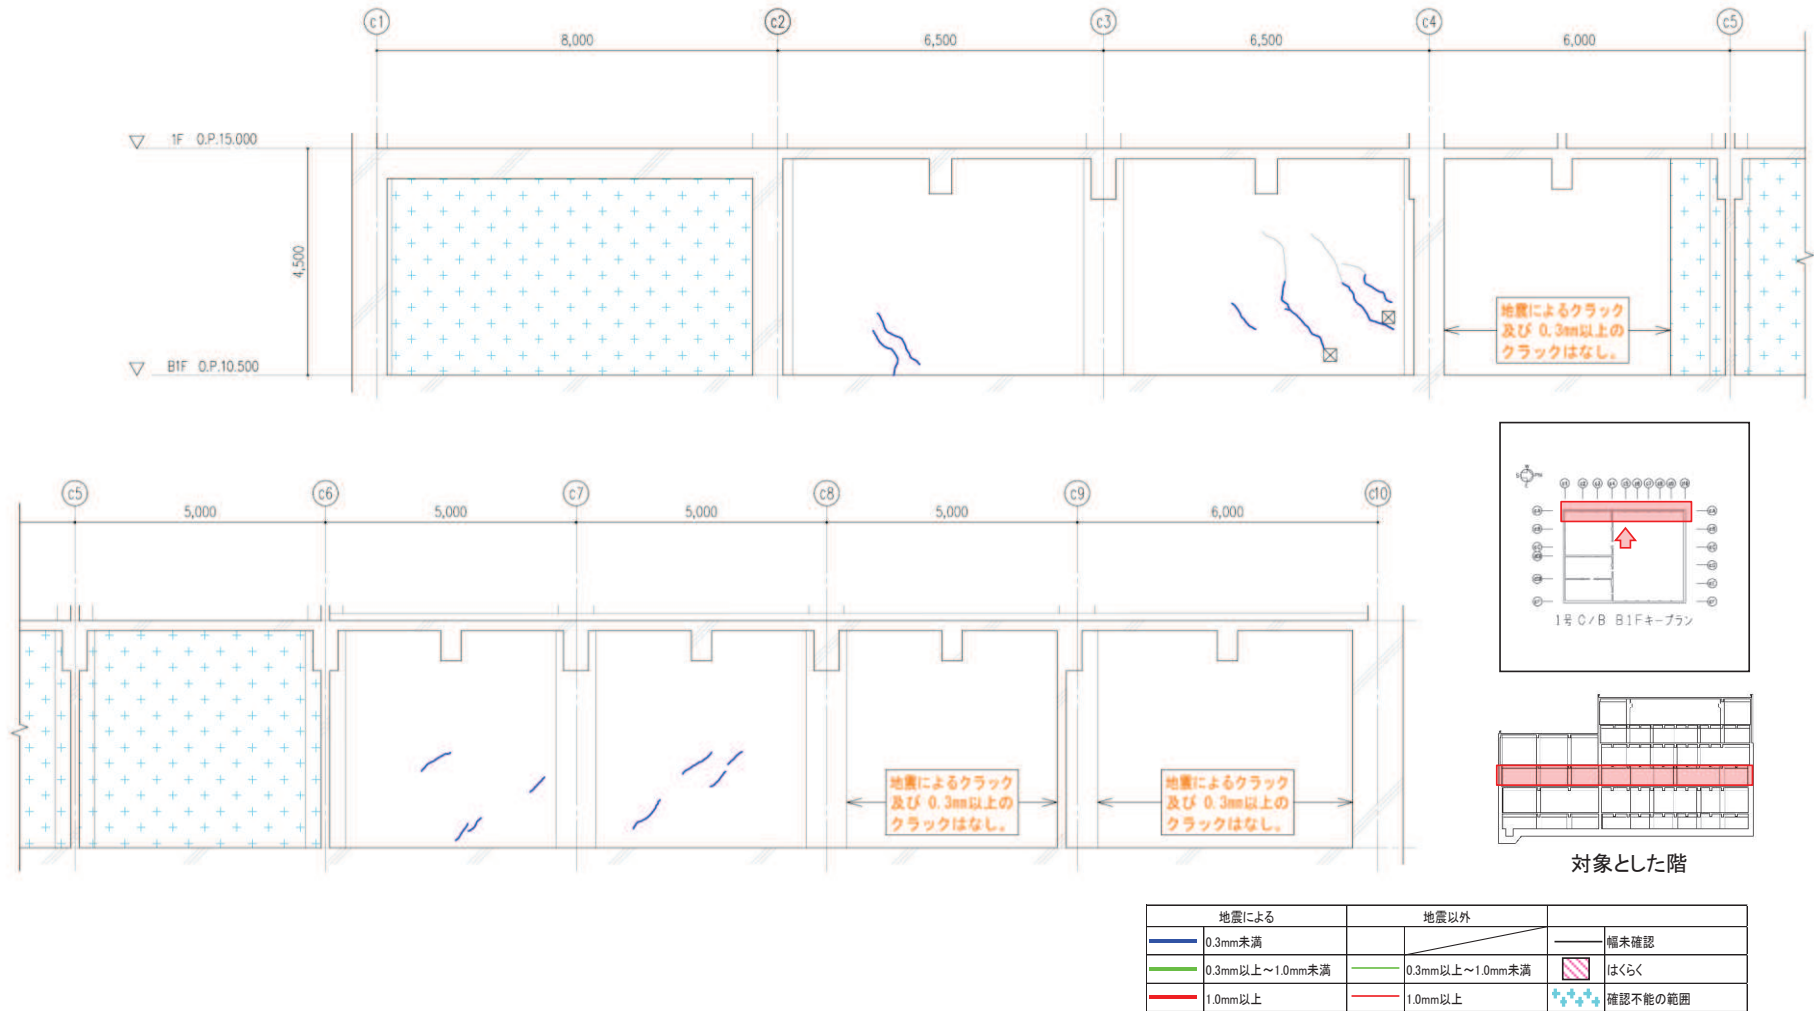 c1 c2 c3 c4 c5
8,000 6,500 6,500 6,000
1F O.P.15.000
4,500
B1F O.P.10.500
地震によるクラック
及び 0.3mm以上の
クラックはなし。
c5 c6 c7 c8 c9 c10
5,000 5,000 5,000 5,000 6,000
地震によるクラック
及び 0.3mm以上の
クラックはなし。
地震によるクラック
及び 0.3mm以上の
クラックはなし。
1号 C/B B1Fキープラン
対象とした階
地震による 地震以外
0.3mm未満 幅未確認
0.3mm以上~1.0mm未満 0.3mm以上~1.0mm未満 はくらく
1.0mm以上 1.0mm以上 確認不能の範囲